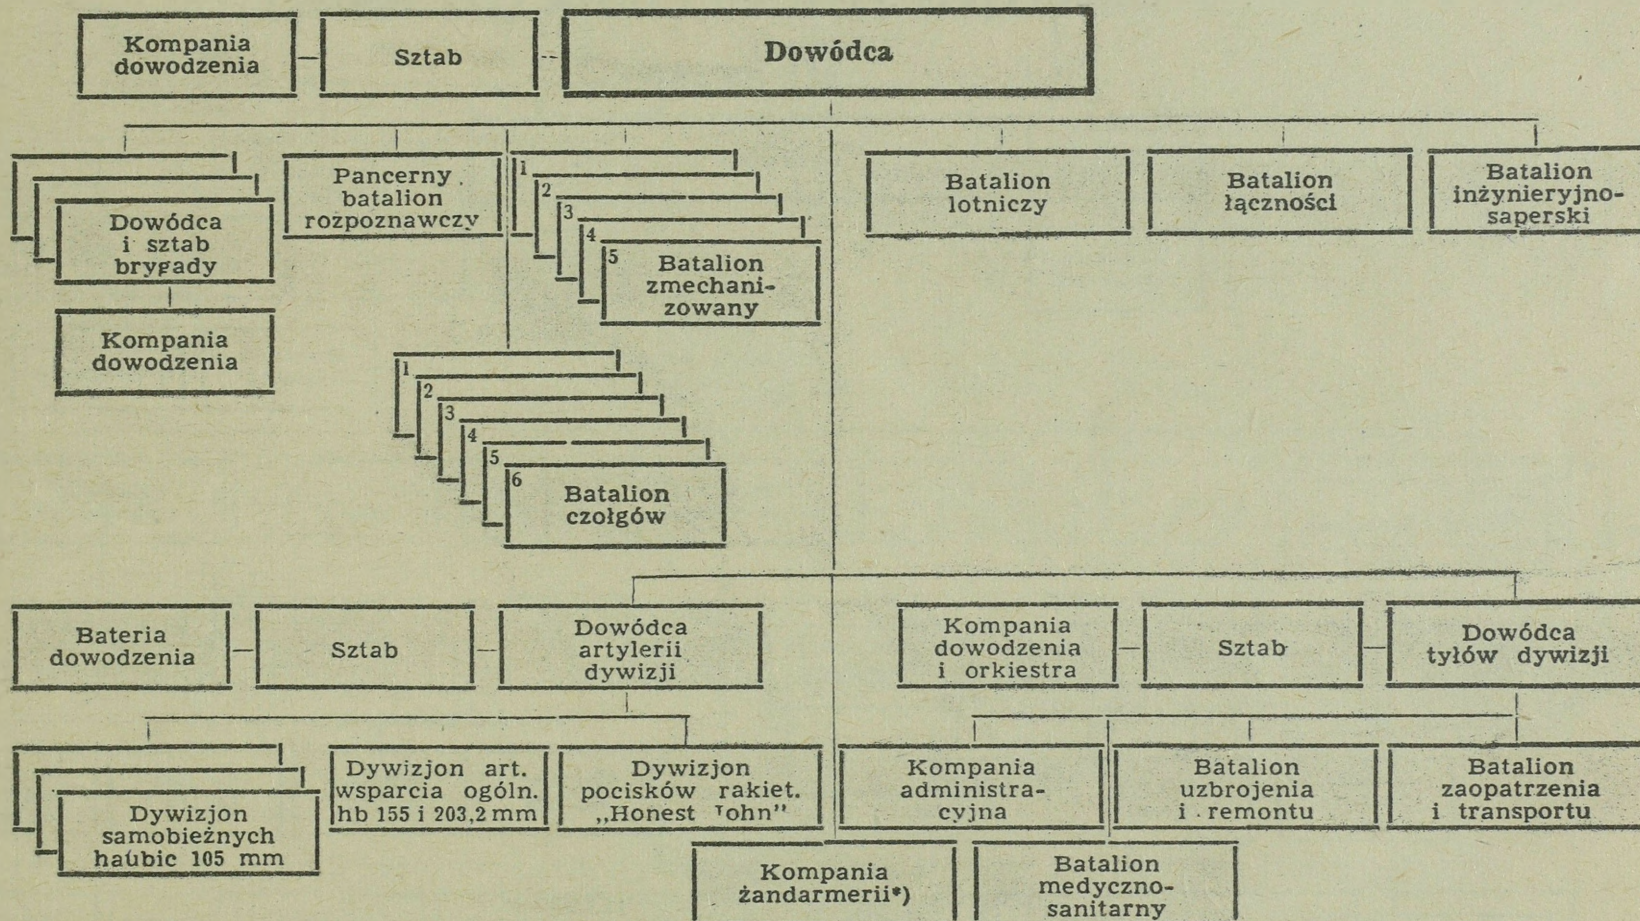 Kompania
dowodzenia
Sztab
Dowódca
Dowódca
i sztab
brygady
Kompania
dowodzenia
Pancerny
batalion
rozpoznawczy
1
2
3
4
5
Batalion
zmechani-
zowany
Batalion
lotniczy
Batalion
łączności
Batalion
inżynieryjno-
saperski
1
2
3
4
5
6
Batalion
czołgów
Bateria
dowodzenia
Sztab
Dowódca
artylerii
dywizji
Kompania
dowodzenia
i orkiestra
Sztab
Dowódca
tyłów dywizji
Dywizjon
samobieżnych
haubic 105 mm
Dywizjon art.
wsparcia ogóln.
hb 155 i 203,2 mm
Dywizjon
pocisków rakiet.
„Honest John”
Kompania
administra-
cyjna
Batalion
uzbrojenia
i remontu
Batalion
zaopatrzenia
i transportu
Kompania
żandarmerii*)
Batalion
medyczno-
sanitarny